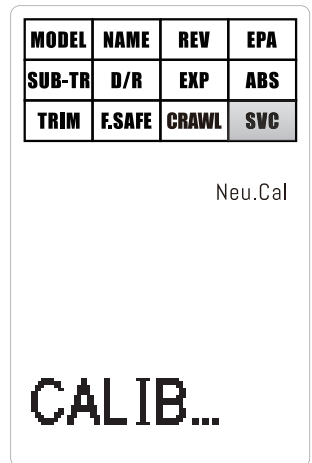 MODEL NAME REV EPA
SUB-TR D/R EXP ABS
TRIM F.SAFE CRAWL SVC
Neu.Cal
CALIB...